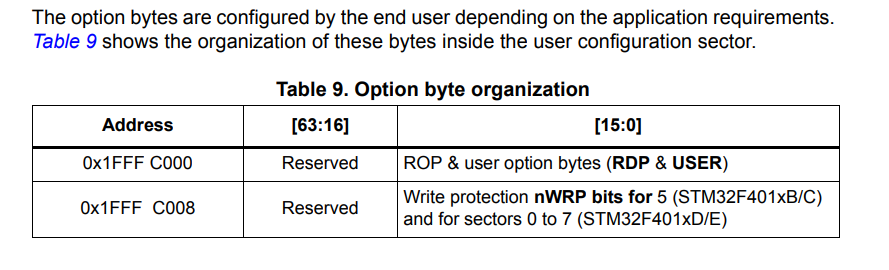 The option bytes are configured by the end user depending on the application requirements.
Table 9 shows the organization of these bytes inside the user configuration sector.
Table 9. Option byte organization
Address [63:16] [15:0]
0x1FFF C000 Reserved ROP & user option bytes (RDP & USER)
0x1FFF C008 Reserved Write protection nWRP bits for 5 (STM32F401xB/C)
and for sectors 0 to 7 (STM32F401xD/E)